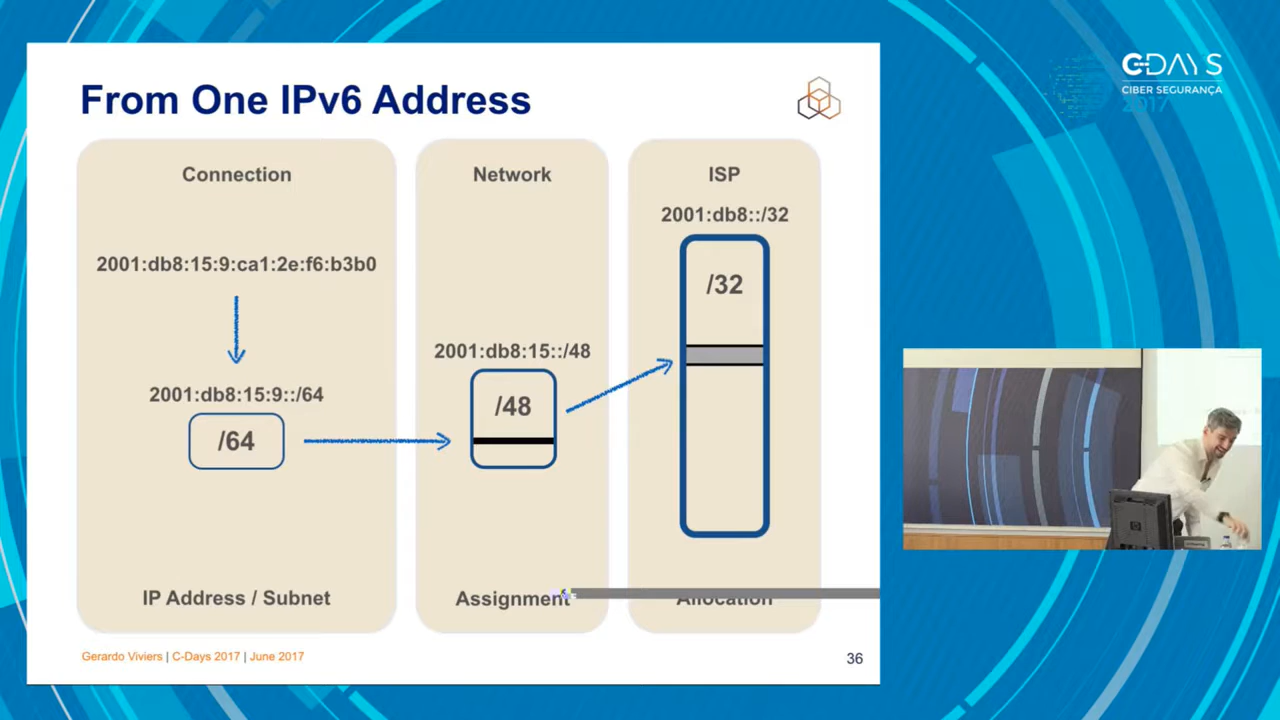 From One IPv6 Address
Connection
2001:db8:15:9:ca1:2e:f6:b3b0
2001:db8:15:9::/64
/64
IP Address / Subnet
Network
2001:db8:15::/48
/48
Assignment
ISP
2001:db8::/32
/32
Allocation
Gerardo Viviers | C-Days 2017 | June 2017
36
C-DAYS
CIBER SEGURANÇA
2017